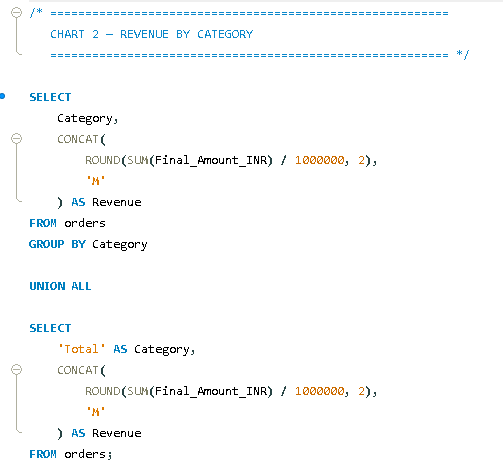 /* =========================================================
CHART 2 — REVENUE BY CATEGORY
========================================================= */
SELECT
Category,
CONCAT(
ROUND(SUM(Final_Amount_INR) / 1000000, 2),
'M'
) AS Revenue
FROM orders
GROUP BY Category
UNION ALL
SELECT
'Total' AS Category,
CONCAT(
ROUND(SUM(Final_Amount_INR) / 1000000, 2),
'M'
) AS Revenue
FROM orders;